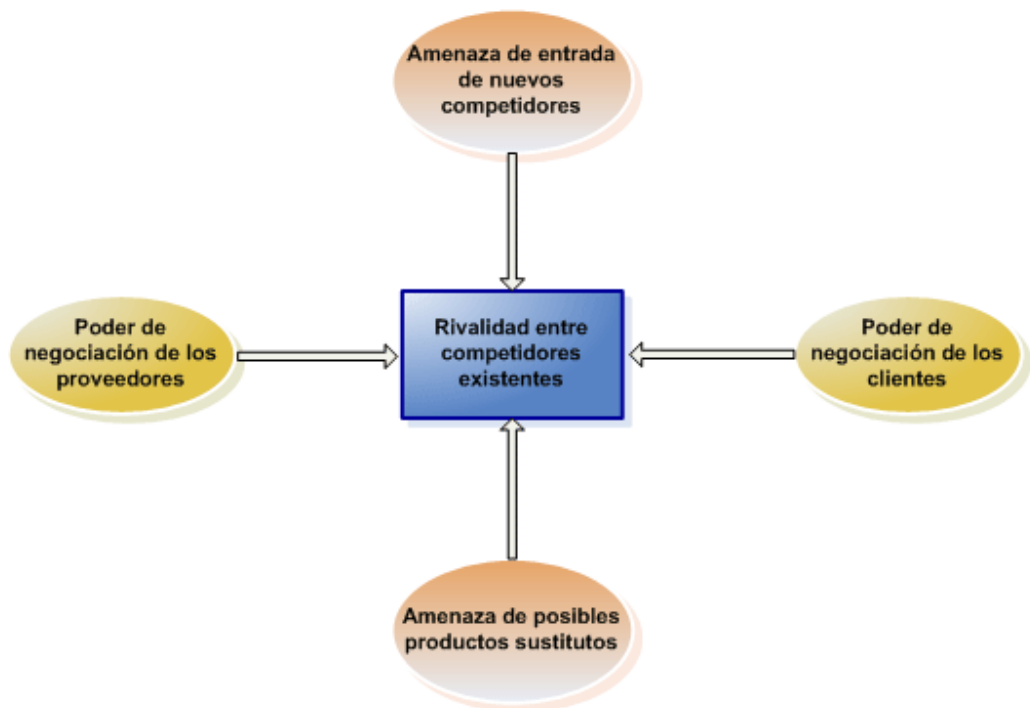 Amenaza de entrada
de nuevos
competidores
Poder de
negociación de los
proveedores
Rivalidad entre
competidores
existentes
Poder de
negociación de los
clientes
Amenaza de posibles
productos sustitutos